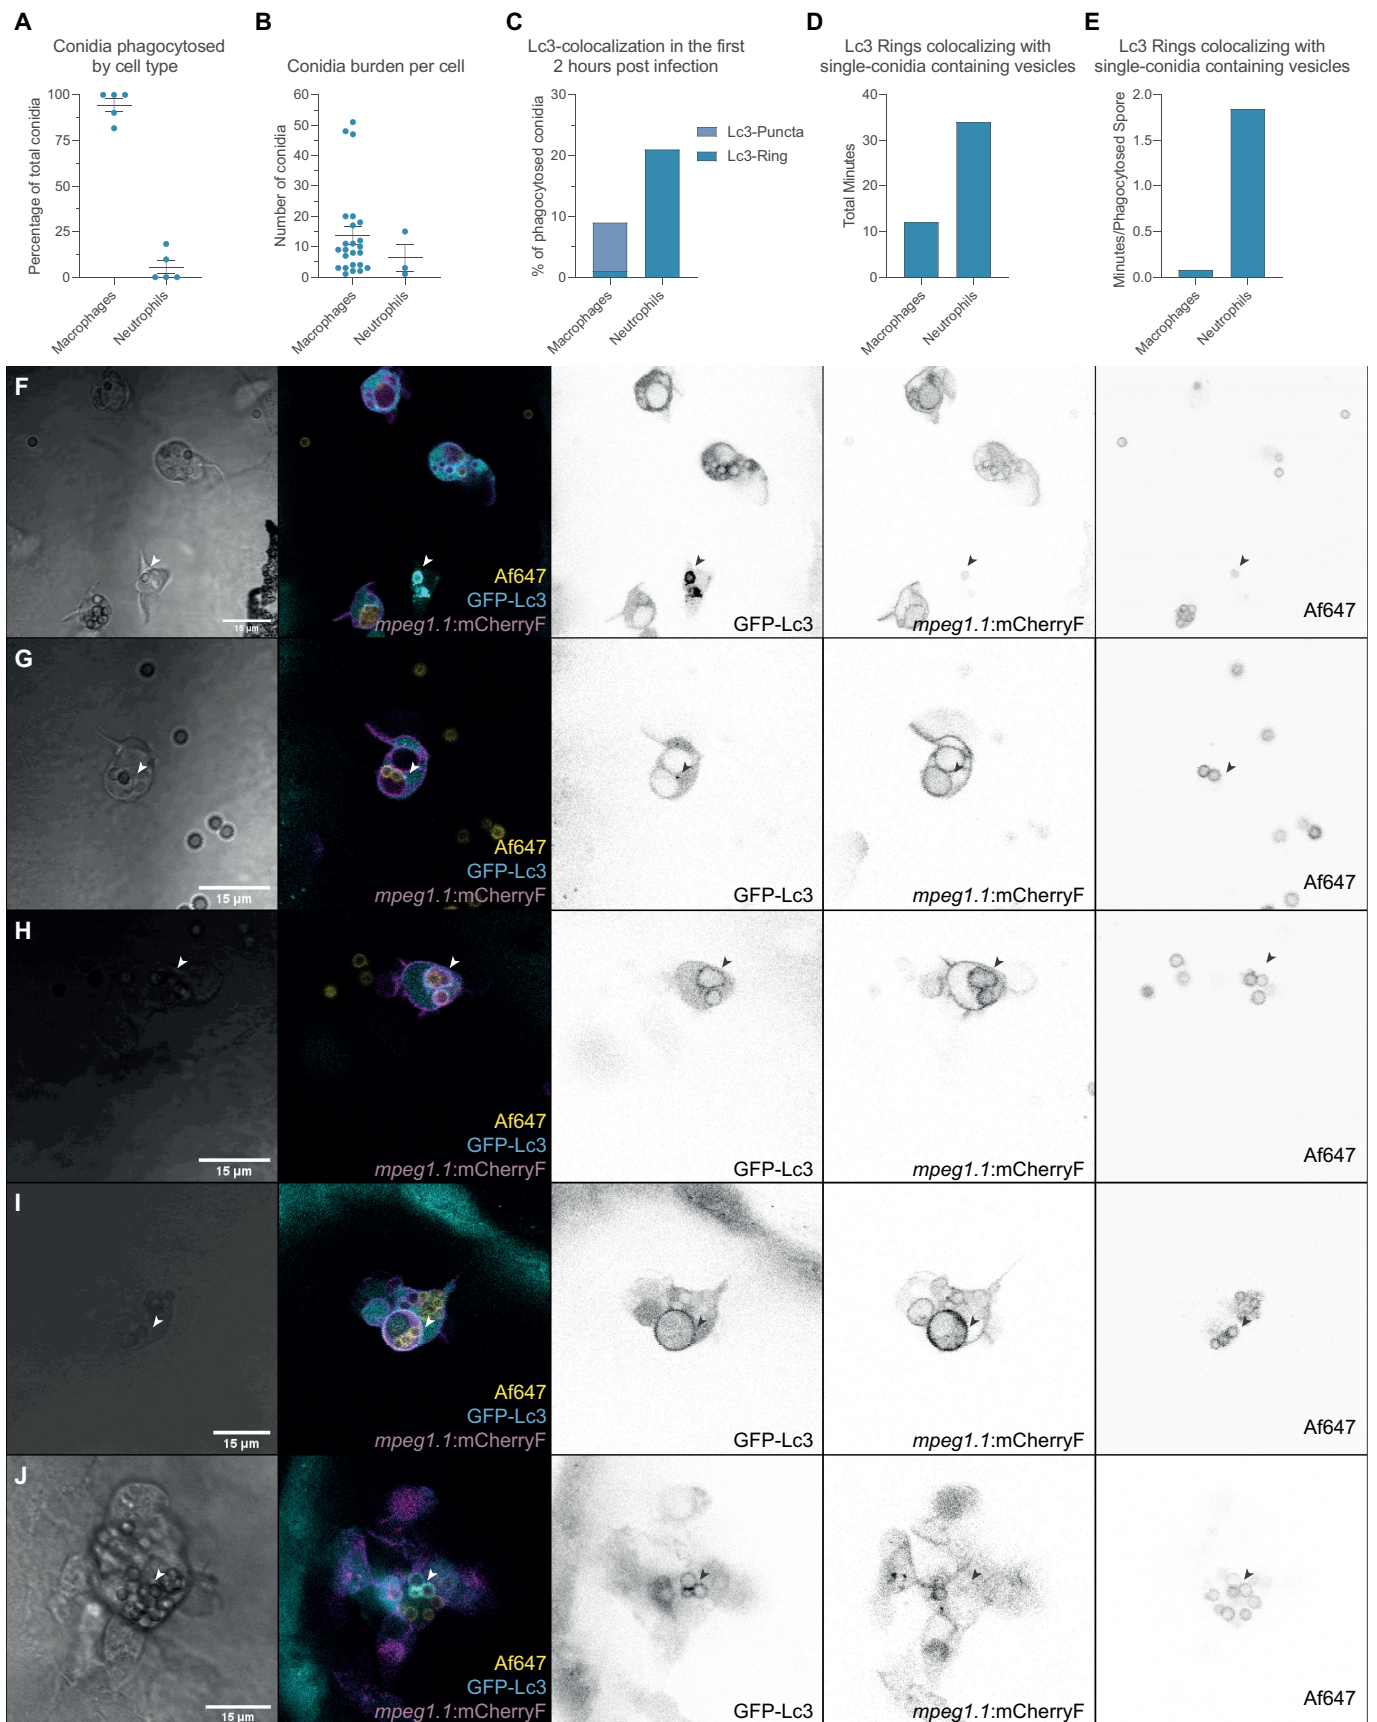 A
Conidia phagocytosed
by cell type
Percentage of total conidia
100
75
50
25
0
Macrophages
Neutrophils
B
Conidia burden per cell
Number of conidia
60
50
40
30
20
10
0
Macrophages
Neutrophils
C
Lc3-colocalization in the first
2 hours post infection
% of phagocytosed conidia
30
20
10
0
Macrophages
Neutrophils
Lc3-Puncta
Lc3-Ring
D
Lc3 Rings colocalizing with
single-conidia containing vesicles
Total Minutes
40
30
20
10
0
Macrophages
Neutrophils
E
Lc3 Rings colocalizing with
single-conidia containing vesicles
Minutes/Phagocytosed Spore
2.0
1.5
1.0
0.5
0.0
Macrophages
Neutrophils
F
15 µm
Af647
GFP-Lc3
mpeg1.1:mCherryF
GFP-Lc3
mpeg1.1:mCherryF
Af647
G
15 µm
Af647
GFP-Lc3
mpeg1.1:mCherryF
GFP-Lc3
mpeg1.1:mCherryF
Af647
H
15 µm
Af647
GFP-Lc3
mpeg1.1:mCherryF
GFP-Lc3
mpeg1.1:mCherryF
Af647
I
15 µm
Af647
GFP-Lc3
mpeg1.1:mCherryF
GFP-Lc3
mpeg1.1:mCherryF
Af647
J
15 µm
Af647
GFP-Lc3
mpeg1.1:mCherryF
GFP-Lc3
mpeg1.1:mCherryF
Af647